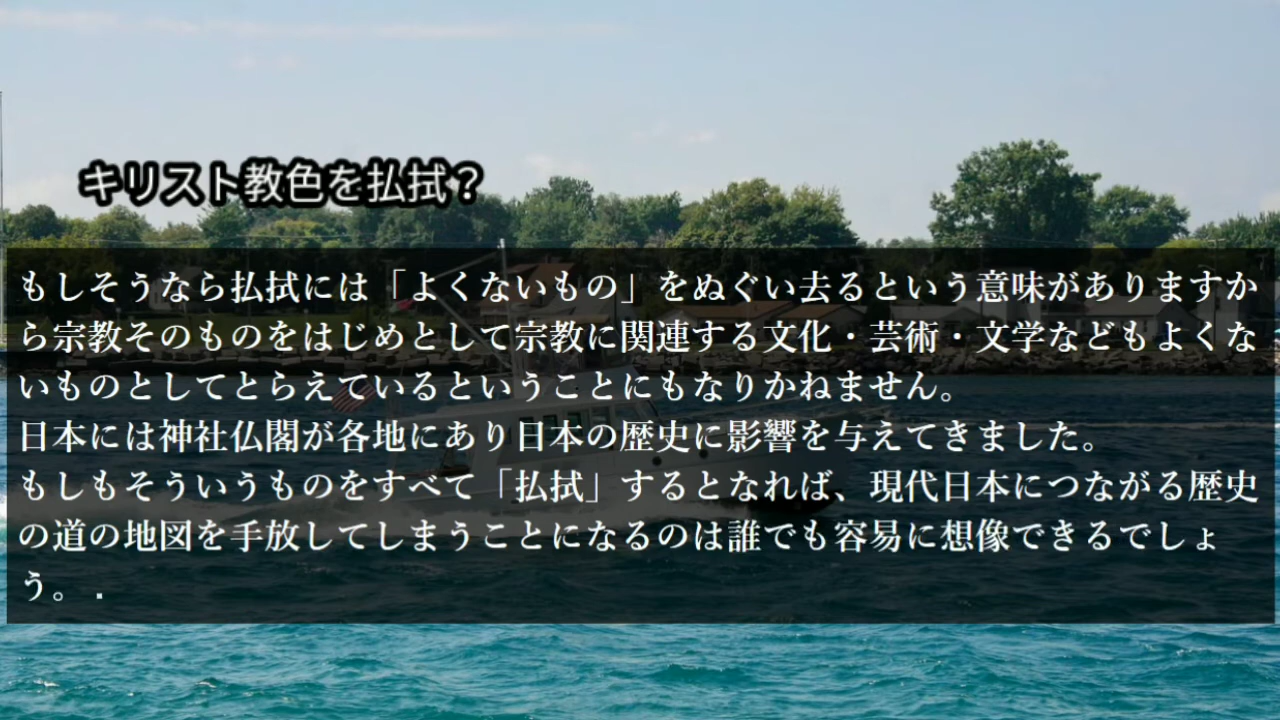 キリスト教色を払拭？
もしそうなら払拭には「よくないもの」をぬぐい去るという意味がありますか
ら宗教そのものをはじめとして宗教に関連する文化・芸術・文学などもよくな
いものとしてとらえているということにもなりかねません。
日本には神社仏閣が各地にあり日本の歴史に影響を与えてきました。
もしもそういうものをすべて「払拭」するとなれば、現代日本につながる歴史
の道の地図を手放してしまうことになるのは誰でも容易に想像できるでしょ
う。 .